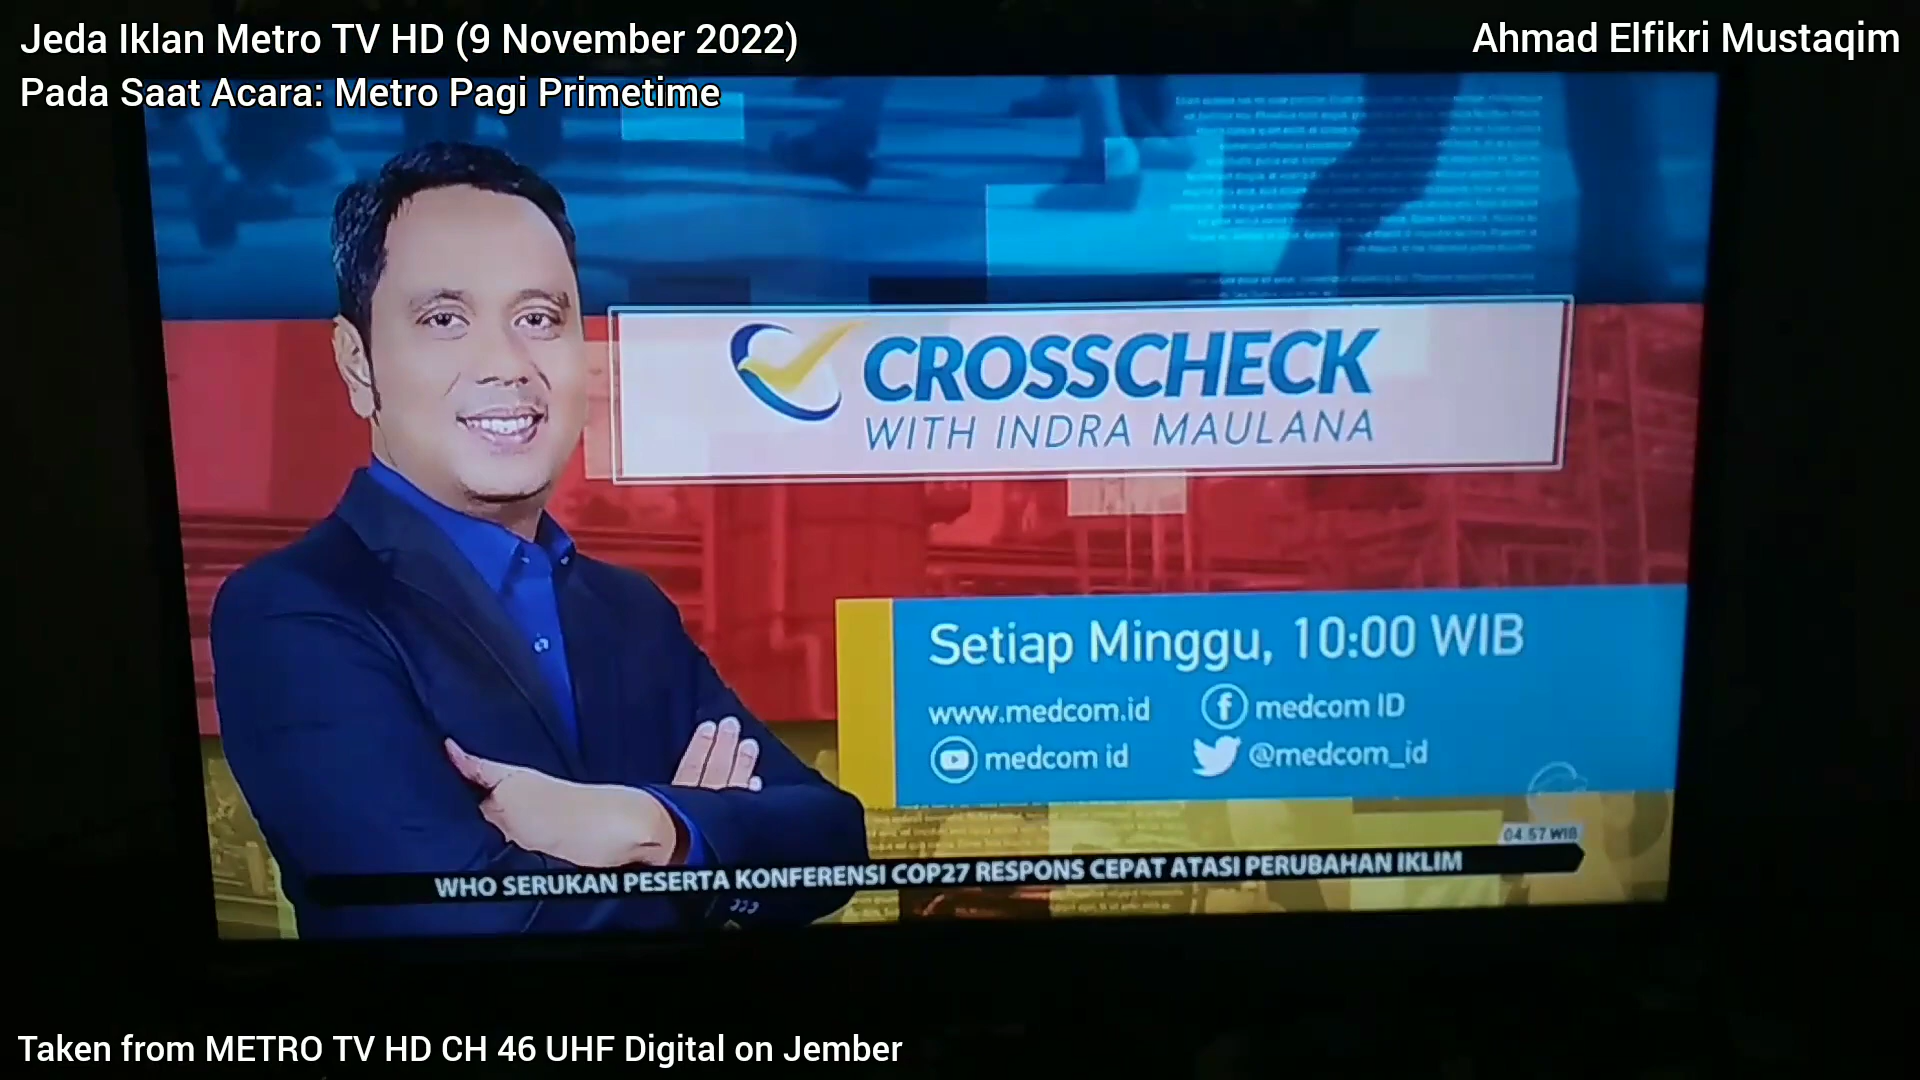 Jeda Iklan Metro TV HD (9 November 2022)
Ahmad Elfikri Mustaqim
Pada Saat Acara: Metro Pagi Primetime
CROSSCHECK
WITH INDRA MAULANA
Setiap Minggu, 10:00 WIB
www.medcom.id
medcom ID
medcom id
@medcom_id
04:57 WIB
WHO SERUKAN PESERTA KONFERENSI COP27 RESPONS CEPAT ATASI PERUBAHAN IKLIM
Taken from METRO TV HD CH 46 UHF Digital on Jember